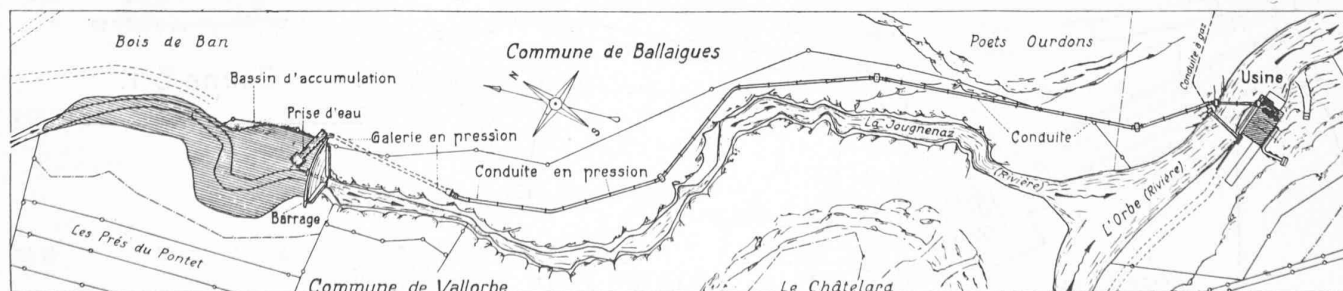 Bois de Ban
Commune de Ballaigues
Poets Ourdons
Conduite à gaz
Usine
Bassin d'accumulation
N
Prise d'eau
S
Galerie en pression
La Jougnenaz
Conduite
Conduite en pression
(Rivière)
Barrage
L'Orbe (Rivière)
Les Prés du Pontet
Commune de Vallorbe
Le Châtelard